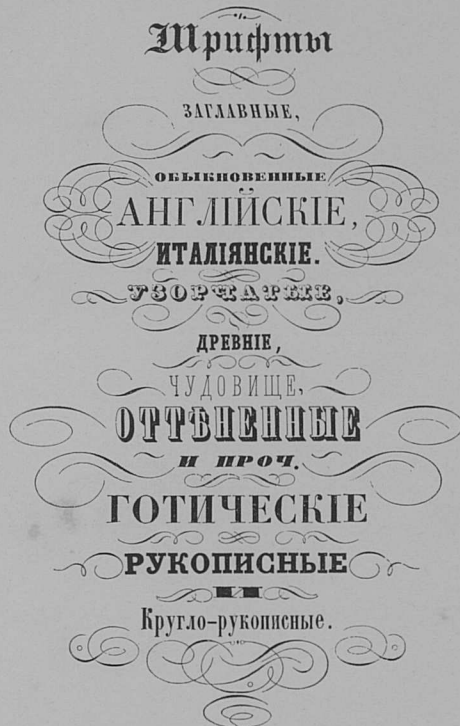 Шрифты
ЗАГЛАВНЫЕ,
ОБЫКНОВЕННЫЕ
АНГЛІЙСКІЕ,
ИТАЛІЯНСКІЕ.
УЗОРЧАТЫЕ,
ДРЕВНІЕ,
ЧУДОВИЩЕ,
ОТТѢНЕННЫЕ
И ПРОЧ.
ГОТИЧЕСКІЕ
РУКОПИСНЫЕ
И
Кругло-рукописные.